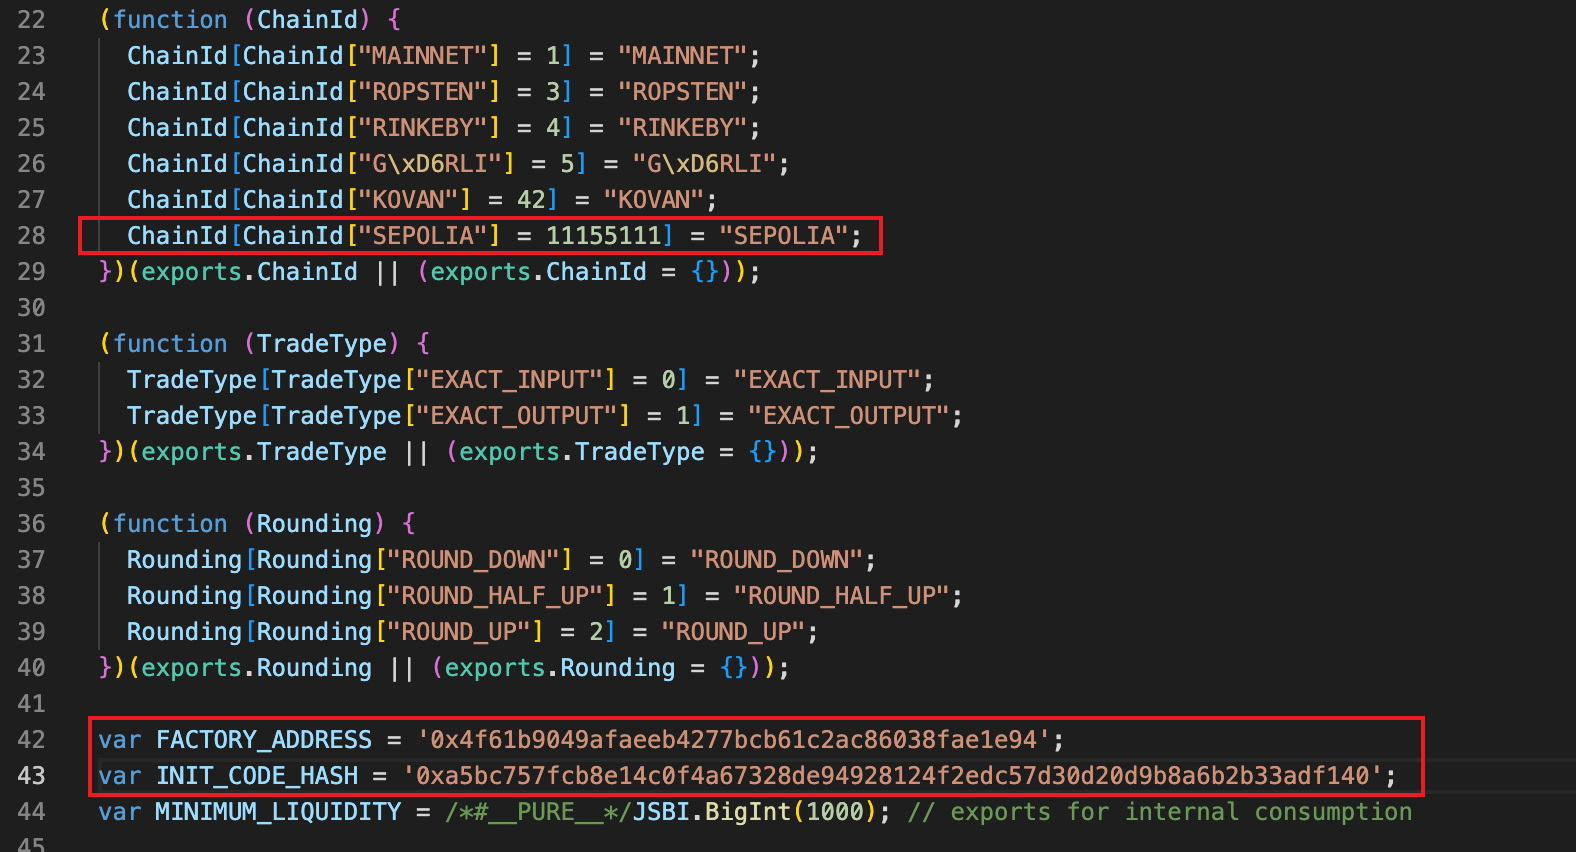 22 (function (ChainId) {
23 ChainId[ChainId["MAINNET"] = 1] = "MAINNET";
24 ChainId[ChainId["ROPSTEN"] = 3] = "ROPSTEN";
25 ChainId[ChainId["RINKEBY"] = 4] = "RINKEBY";
26 ChainId[ChainId["G\xD6RLI"] = 5] = "G\xD6RLI";
27 ChainId[ChainId["KOVAN"] = 42] = "KOVAN";
28 ChainId[ChainId["SEPOLIA"] = 11155111] = "SEPOLIA";
29 })(exports.ChainId || (exports.ChainId = {}));
30
31 (function (TradeType) {
32 TradeType[TradeType["EXACT_INPUT"] = 0] = "EXACT_INPUT";
33 TradeType[TradeType["EXACT_OUTPUT"] = 1] = "EXACT_OUTPUT";
34 })(exports.TradeType || (exports.TradeType = {}));
35
36 (function (Rounding) {
37 Rounding[Rounding["ROUND_DOWN"] = 0] = "ROUND_DOWN";
38 Rounding[Rounding["ROUND_HALF_UP"] = 1] = "ROUND_HALF_UP";
39 Rounding[Rounding["ROUND_UP"] = 2] = "ROUND_UP";
40 })(exports.Rounding || (exports.Rounding = {}));
41
42 var FACTORY_ADDRESS = '0x4f61b9049afaeeb4277bcb61c2ac86038fae1e94';
43 var INIT_CODE_HASH = '0xa5bc757fcb8e14c0f4a67328de94928124f2edc57d30d20d9b8a6b2b33adf140';
44 var MINIMUM_LIQUIDITY = /*#__PURE__*/JSBI.BigInt(1000); // exports for internal consumption
45